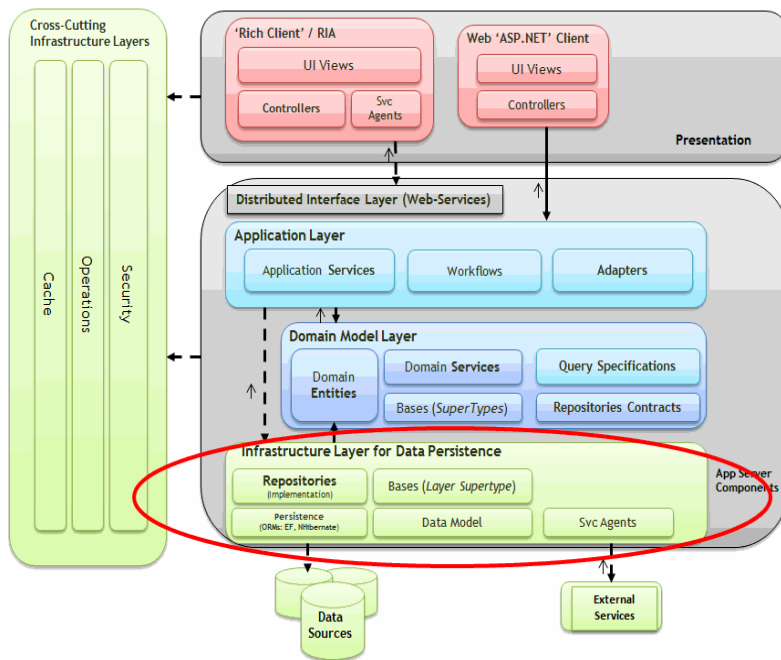 Cross-Cutting
Infrastructure Layers
Cache
Operations
Security
'Rich Client' / RIA
UI Views
Controllers
Svc
Agents
Web 'ASP.NET' Client
UI Views
Controllers
Presentation
Distributed Interface Layer (Web-Services)
Application Layer
Application Services
Workflows
Adapters
Domain Model Layer
Domain
Entities
Domain Services
Query Specifications
Bases (SuperTypes)
Repositories Contracts
Infrastructure Layer for Data Persistence
Repositories
(Implementation)
Bases (Layer Supertype)
App Server
Components
Persistence
(ORMs: EF, NHibernate)
Data Model
Svc Agents
Data
Sources
External
Services